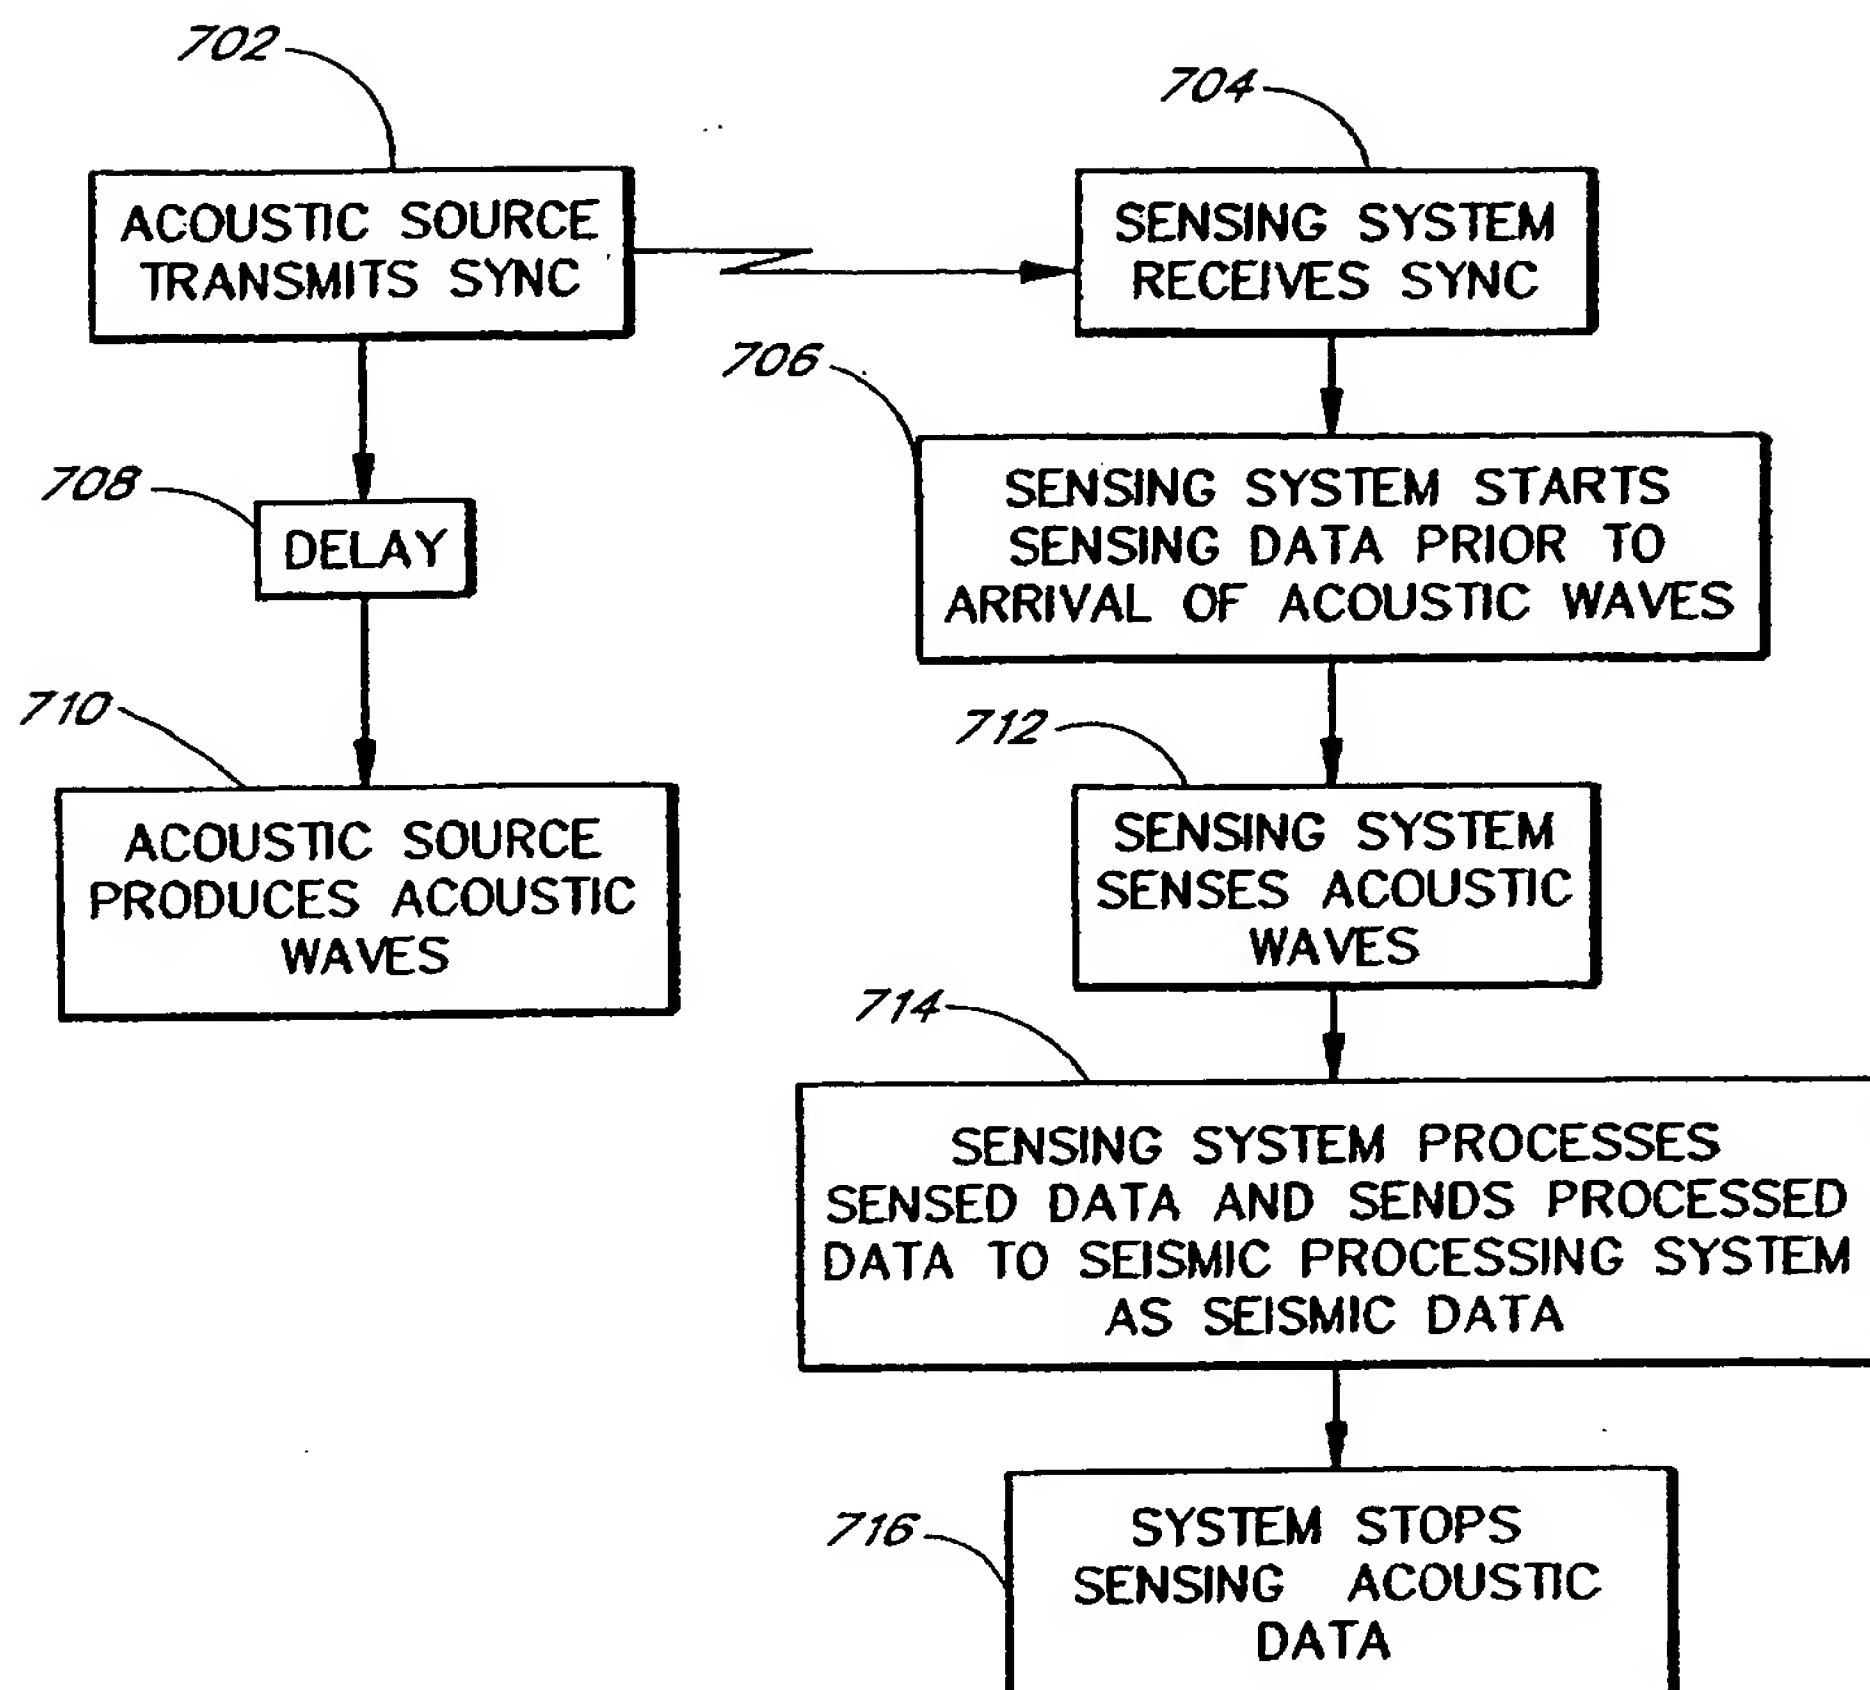 702
ACOUSTIC SOURCE
TRANSMITS SYNC
704
SENSING SYSTEM
RECEIVES SYNC
706
SENSING SYSTEM STARTS
SENSING DATA PRIOR TO
ARRIVAL OF ACOUSTIC WAVES
708
DELAY
710
ACOUSTIC SOURCE
PRODUCES ACOUSTIC
WAVES
712
SENSING SYSTEM
SENSES ACOUSTIC
WAVES
714
SENSING SYSTEM PROCESSES
SENSED DATA AND SENDS PROCESSED
DATA TO SEISMIC PROCESSING SYSTEM
AS SEISMIC DATA
716
SYSTEM STOPS
SENSING ACOUSTIC
DATA